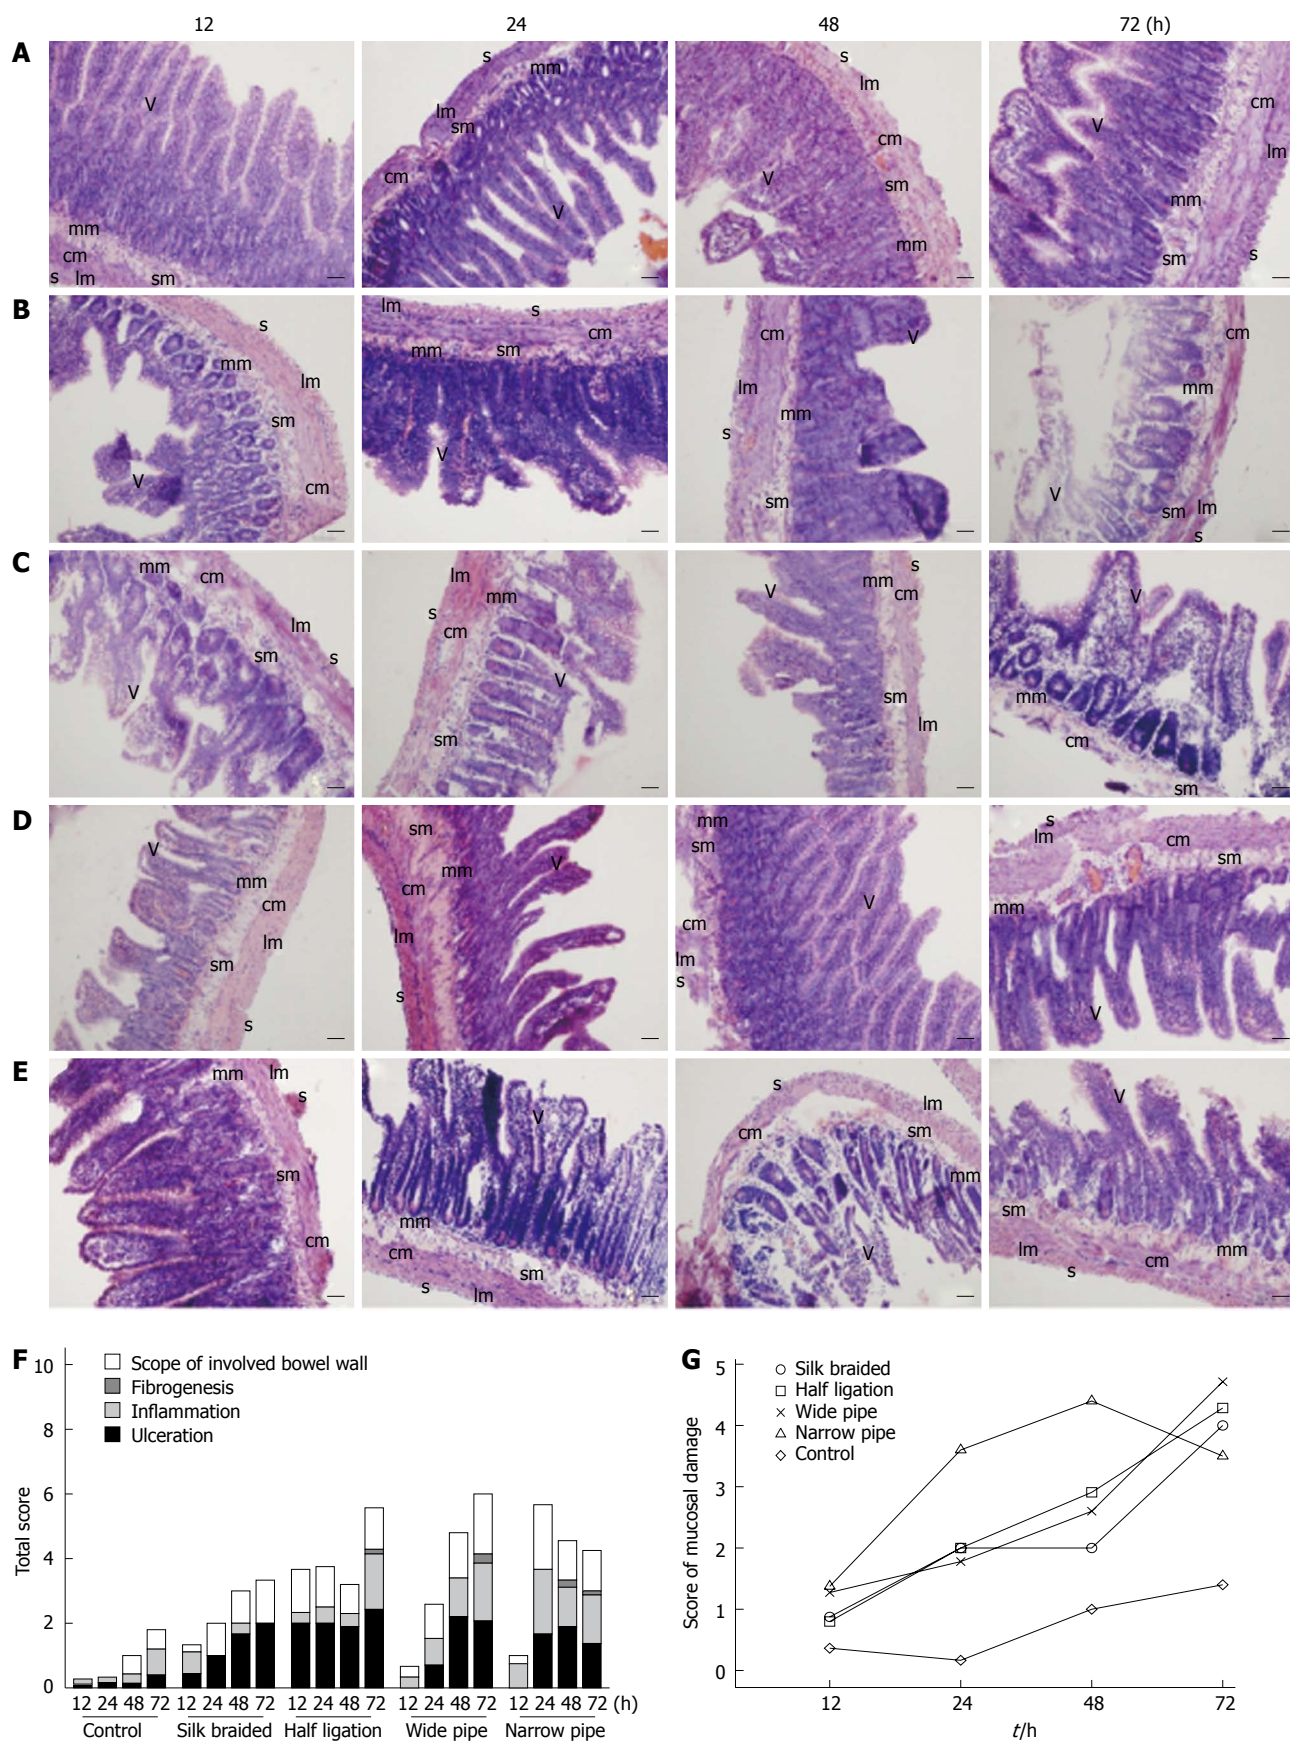 12 24 48 72 (h)
A
V mm cm s lm sm
s mm lm sm cm V
s lm cm V sm mm
cm V lm mm sm s
B
s mm lm sm V cm
lm s cm mm sm V
cm V lm mm s sm
cm mm V sm lm s
C
mm cm lm sm s V
lm mm s cm V sm
s V mm cm sm lm
V mm cm sm
D
V mm cm lm sm s
sm V mm cm lm s
mm sm V cm lm s
s lm cm sm mm V
E
mm lm s sm cm
V mm cm sm s lm
s lm cm sm mm V
V sm lm mm cm s
F
10
8
6
4
2
0
Total score
Scope of involved bowel wall
Fibrogenesis
Inflammation
Ulceration
12 24 48 72 12 24 48 72 12 24 48 72 12 24 48 72 12 24 48 72 (h)
Control Silk braided Half ligation Wide pipe Narrow pipe
G
5
4
3
2
1
0
Score of mucosal damage
Silk braided
Half ligation
Wide pipe
Narrow pipe
Control
12 24 48 72
t/h